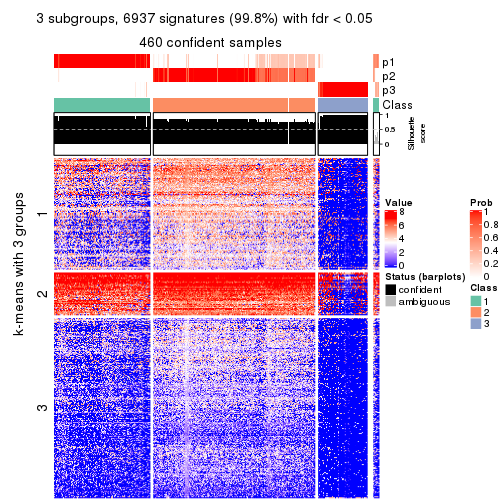 3 subgroups, 6937 signatures (99.8%) with fdr < 0.05
460 confident samples
p1
p2
p3
Class
1
0.5
0
Silhouette
score
k-means with 3 groups
1
2
3
Value
8
6
4
2
0
Status (barplots)
confident
ambiguous
Prob
1
0.8
0.6
0.4
0.2
0
Class
1
2
3